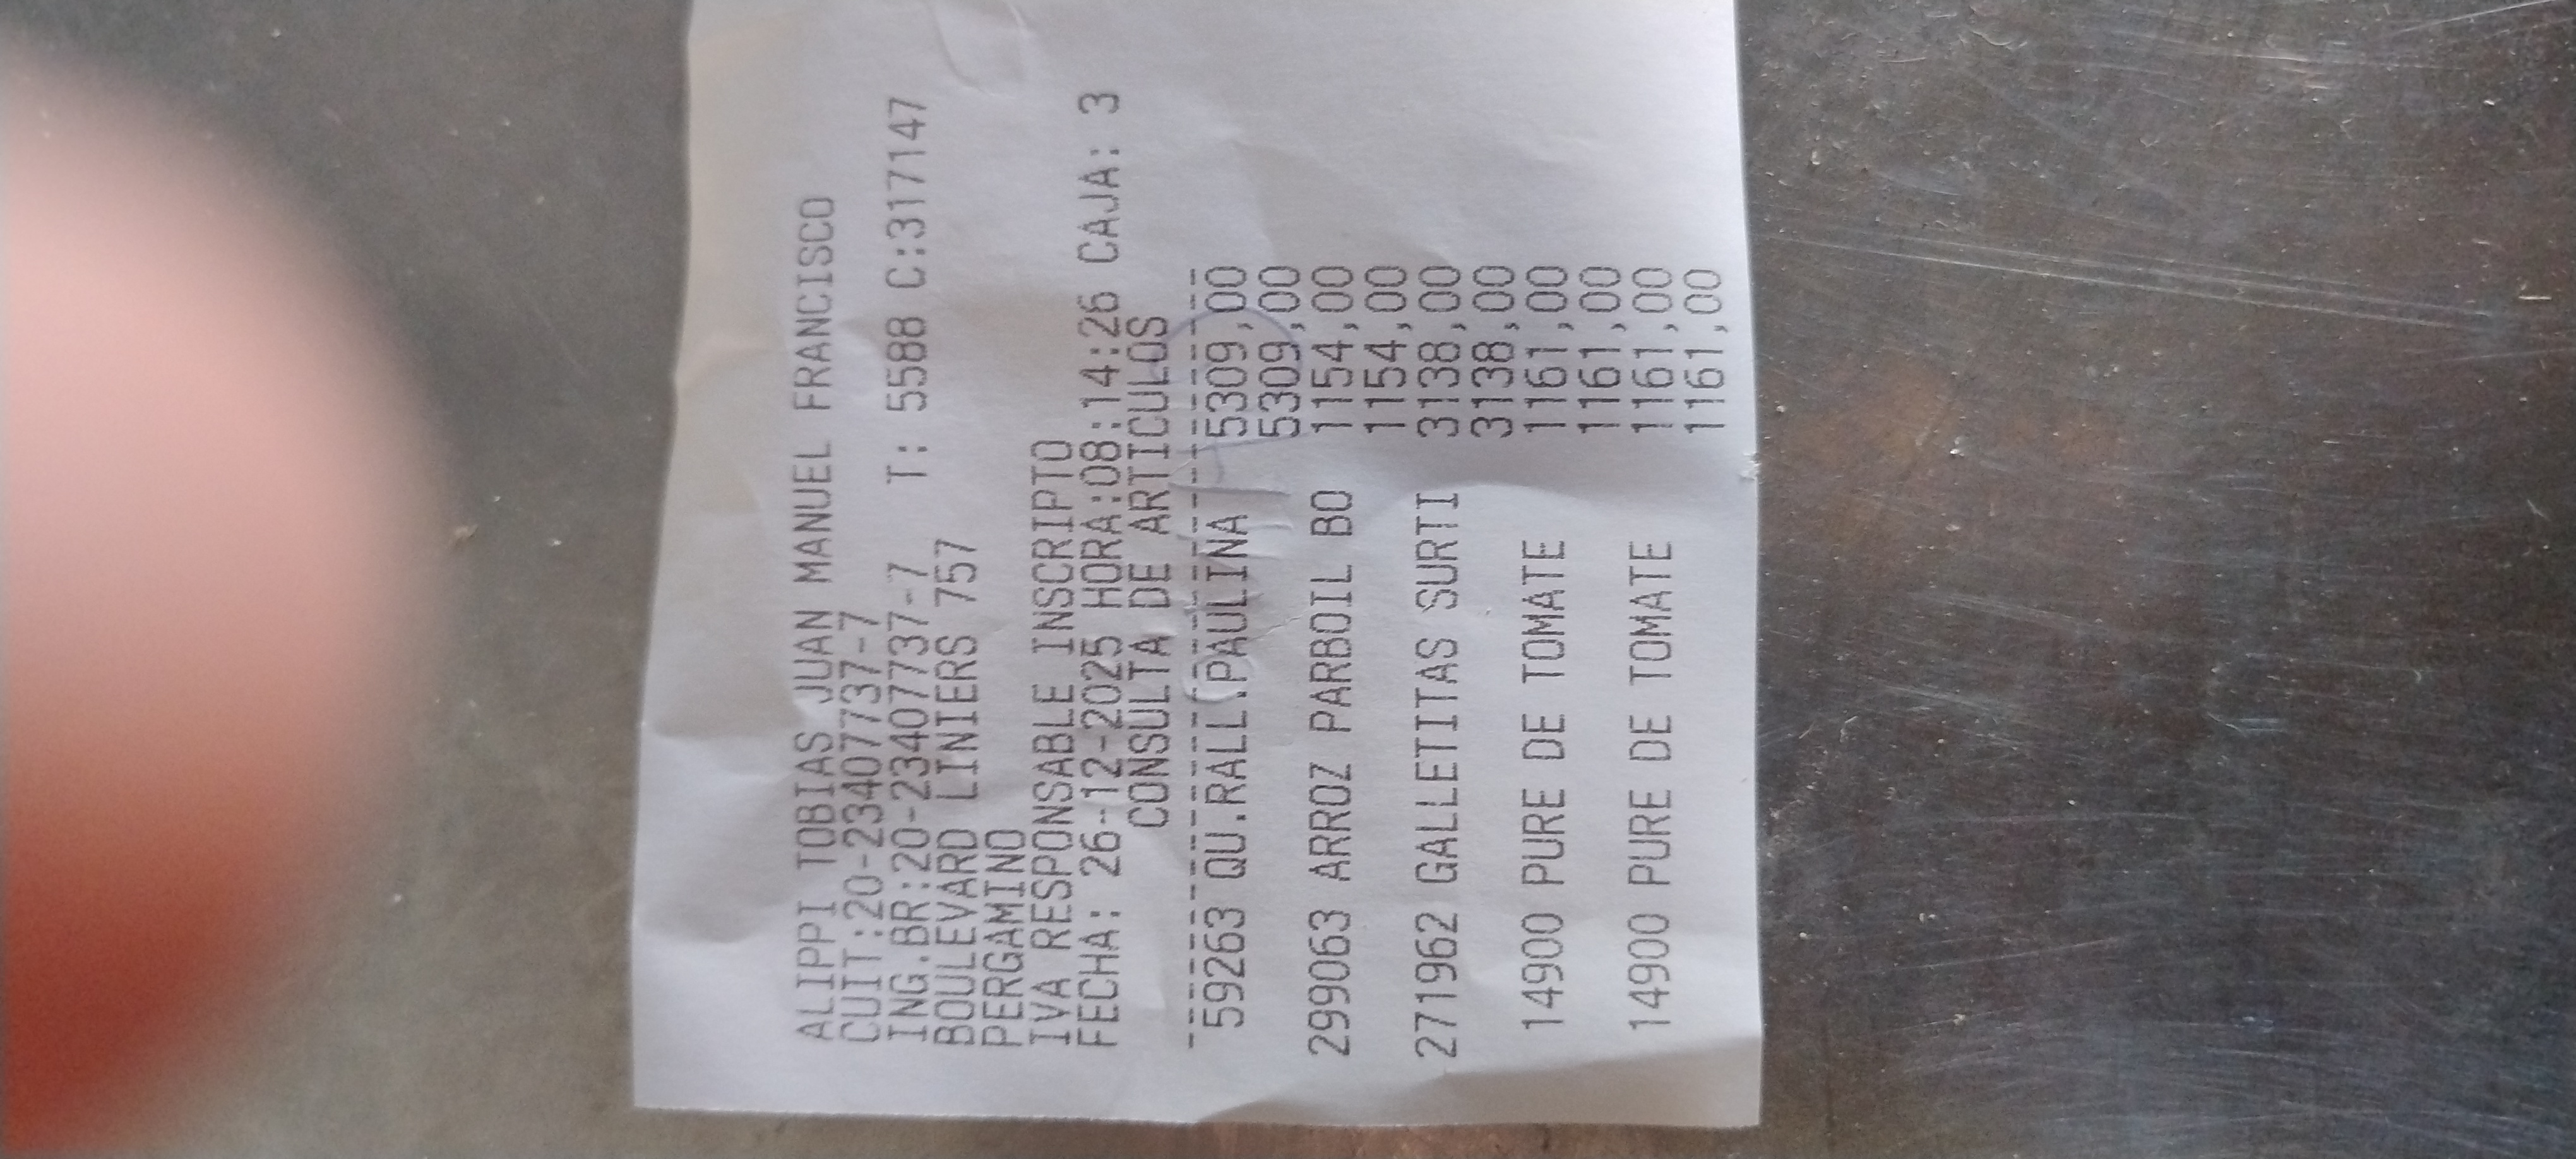 ALIPPI TOBIAS JUAN MANUEL FRANCISCO
CUIT:20-23407737-7
ING.BR:20-23407737-7 T: 5588 C:317147
BOULEVARD LINIERS 757
PERGAMINO
IVA RESPONSABLE INSCRIPTO
FECHA: 26-12-2025 HORA:08:14:26 CAJA: 3
CONSULTA DE ARTICULOS
59263 QU.RALL.PAULINA 5309,00
5309,00
299063 ARROZ PARBOIL BO 1154,00
1154,00
271962 GALLETITAS SURTI 3138,00
3138,00
14900 PURE DE TOMATE 1161,00
1161,00
14900 PURE DE TOMATE 1161,00
1161,00